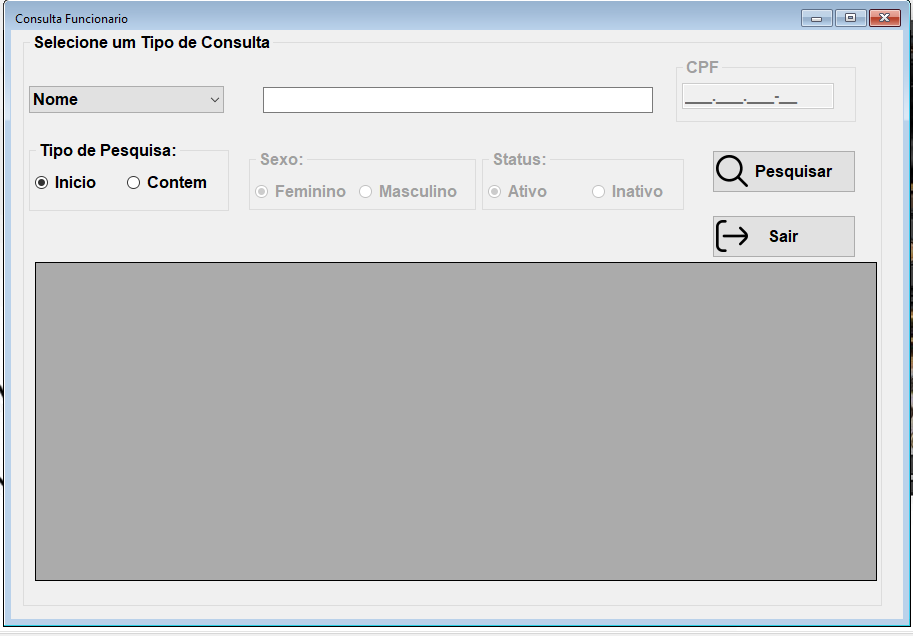 Consulta Funcionario
Selecione um Tipo de Consulta
CPF
Nome
___.___.___-__
Tipo de Pesquisa:
Inicio Contem
Sexo:
Feminino Masculino
Status:
Ativo Inativo
Pesquisar
Sair